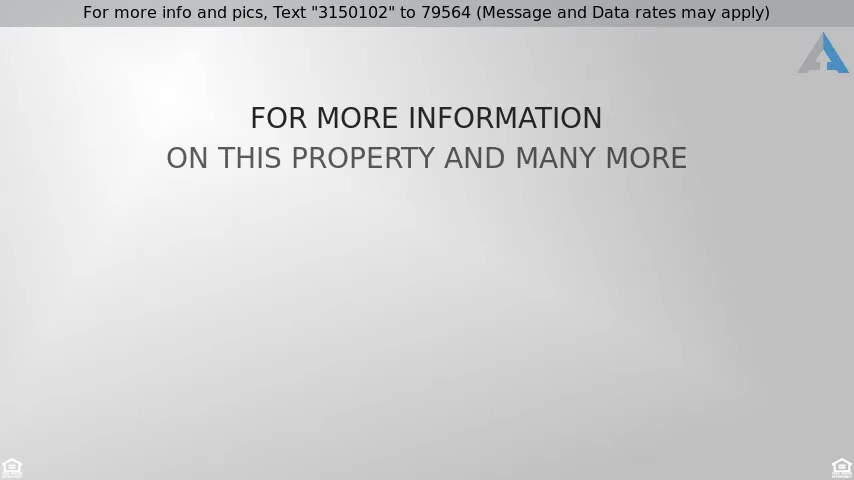 For more info and pics, Text "3150102" to 79564 (Message and Data rates may apply)
FOR MORE INFORMATION
ON THIS PROPERTY AND MANY MORE